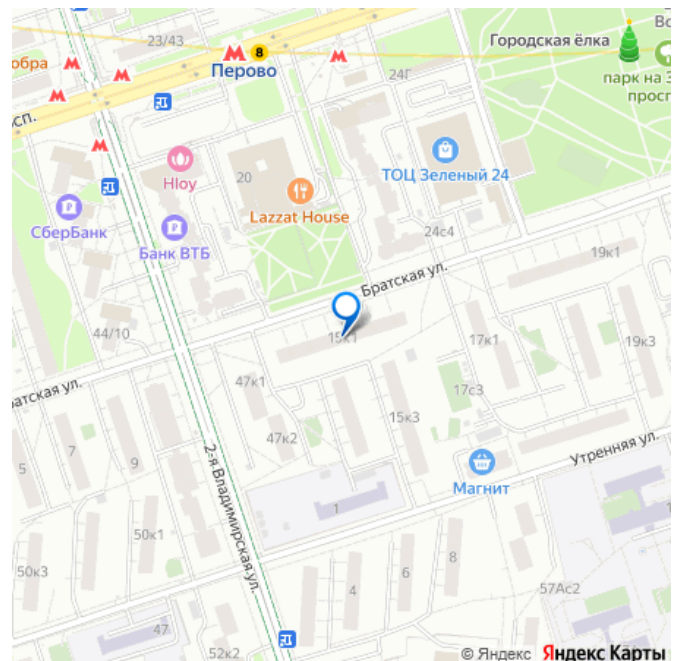 23/43
обра
8
Перово
сп.
Городская ёлка
Во
парк на З
просп
24Г
ТОЦ Зеленый 24
Hloy
20
Lazzat House
СберБанк
Банк ВТБ
24с4
Братская ул.
19к1
44/10
15к1
17к1
19к3
ратская ул.
47к1
17с3
15к3
5
7
9
47к2
2-я Владимирская ул.
Утренняя ул.
Магнит
1
1
50к1
50к3
4
6
8
57Ас2
47
52к2
© Яндекс Яндекс Карты